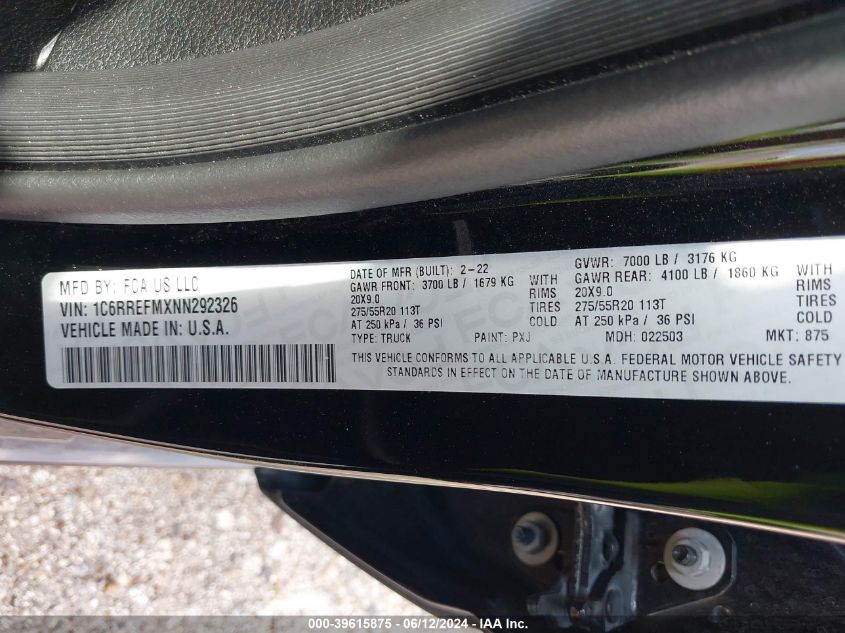 MFD BY: FCA US LLC
VIN: 1C6RREFMXNN292326
VEHICLE MADE IN: U.S.A.
DATE OF MFR (BUILT): 2-22
GAWR FRONT: 3700 LB / 1679 KG WITH
20X9.0 RIMS
275/55R20 113T TIRES
AT 250 kPa / 36 PSI COLD
GVWR: 7000 LB / 3176 KG
GAWR REAR: 4100 LB / 1860 KG WITH
20X9.0 RIMS
275/55R20 113T TIRES
AT 250 kPa / 36 PSI COLD
TYPE: TRUCK PAINT: PXJ MDH: 022503 MKT: 875
THIS VEHICLE CONFORMS TO ALL APPLICABLE U.S.A. FEDERAL MOTOR VEHICLE SAFETY
STANDARDS IN EFFECT ON THE DATE OF MANUFACTURE SHOWN ABOVE.
000-39615875 - 06/12/2024 - IAA Inc.